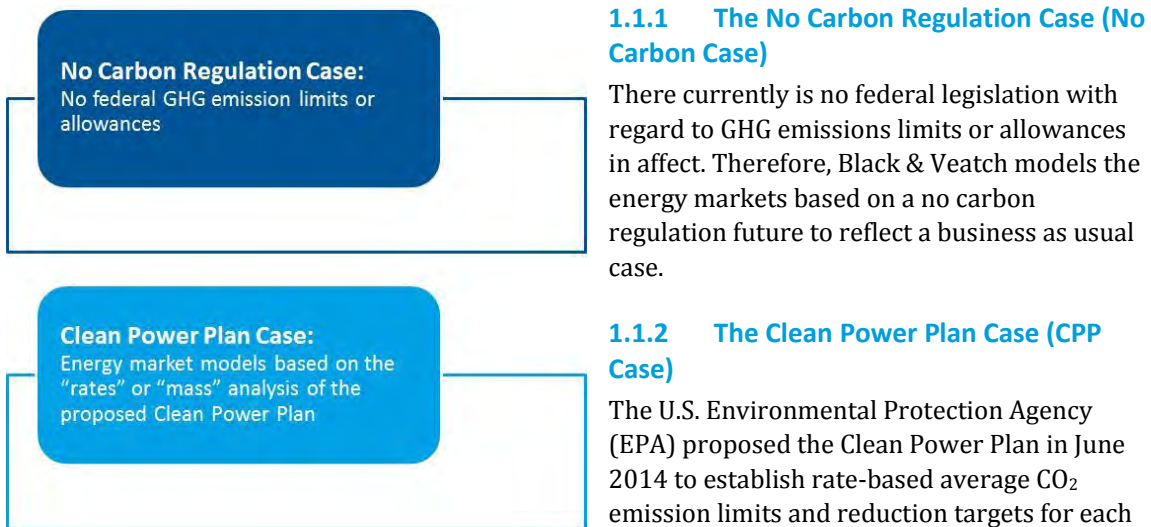 No Carbon Regulation Case:
No federal GHG emission limits or
allowances
Clean Power Plan Case:
Energy market models based on the
“rates” or “mass” analysis of the
proposed Clean Power Plan
1.1.1 The No Carbon Regulation Case (No
Carbon Case)
There currently is no federal legislation with
regard to GHG emissions limits or allowances
in affect. Therefore, Black & Veatch models the
energy markets based on a no carbon
regulation future to reflect a business as usual
case.
1.1.2 The Clean Power Plan Case (CPP
Case)
The U.S. Environmental Protection Agency
(EPA) proposed the Clean Power Plan in June
2014 to establish rate-based average CO₂
emission limits and reduction targets for each